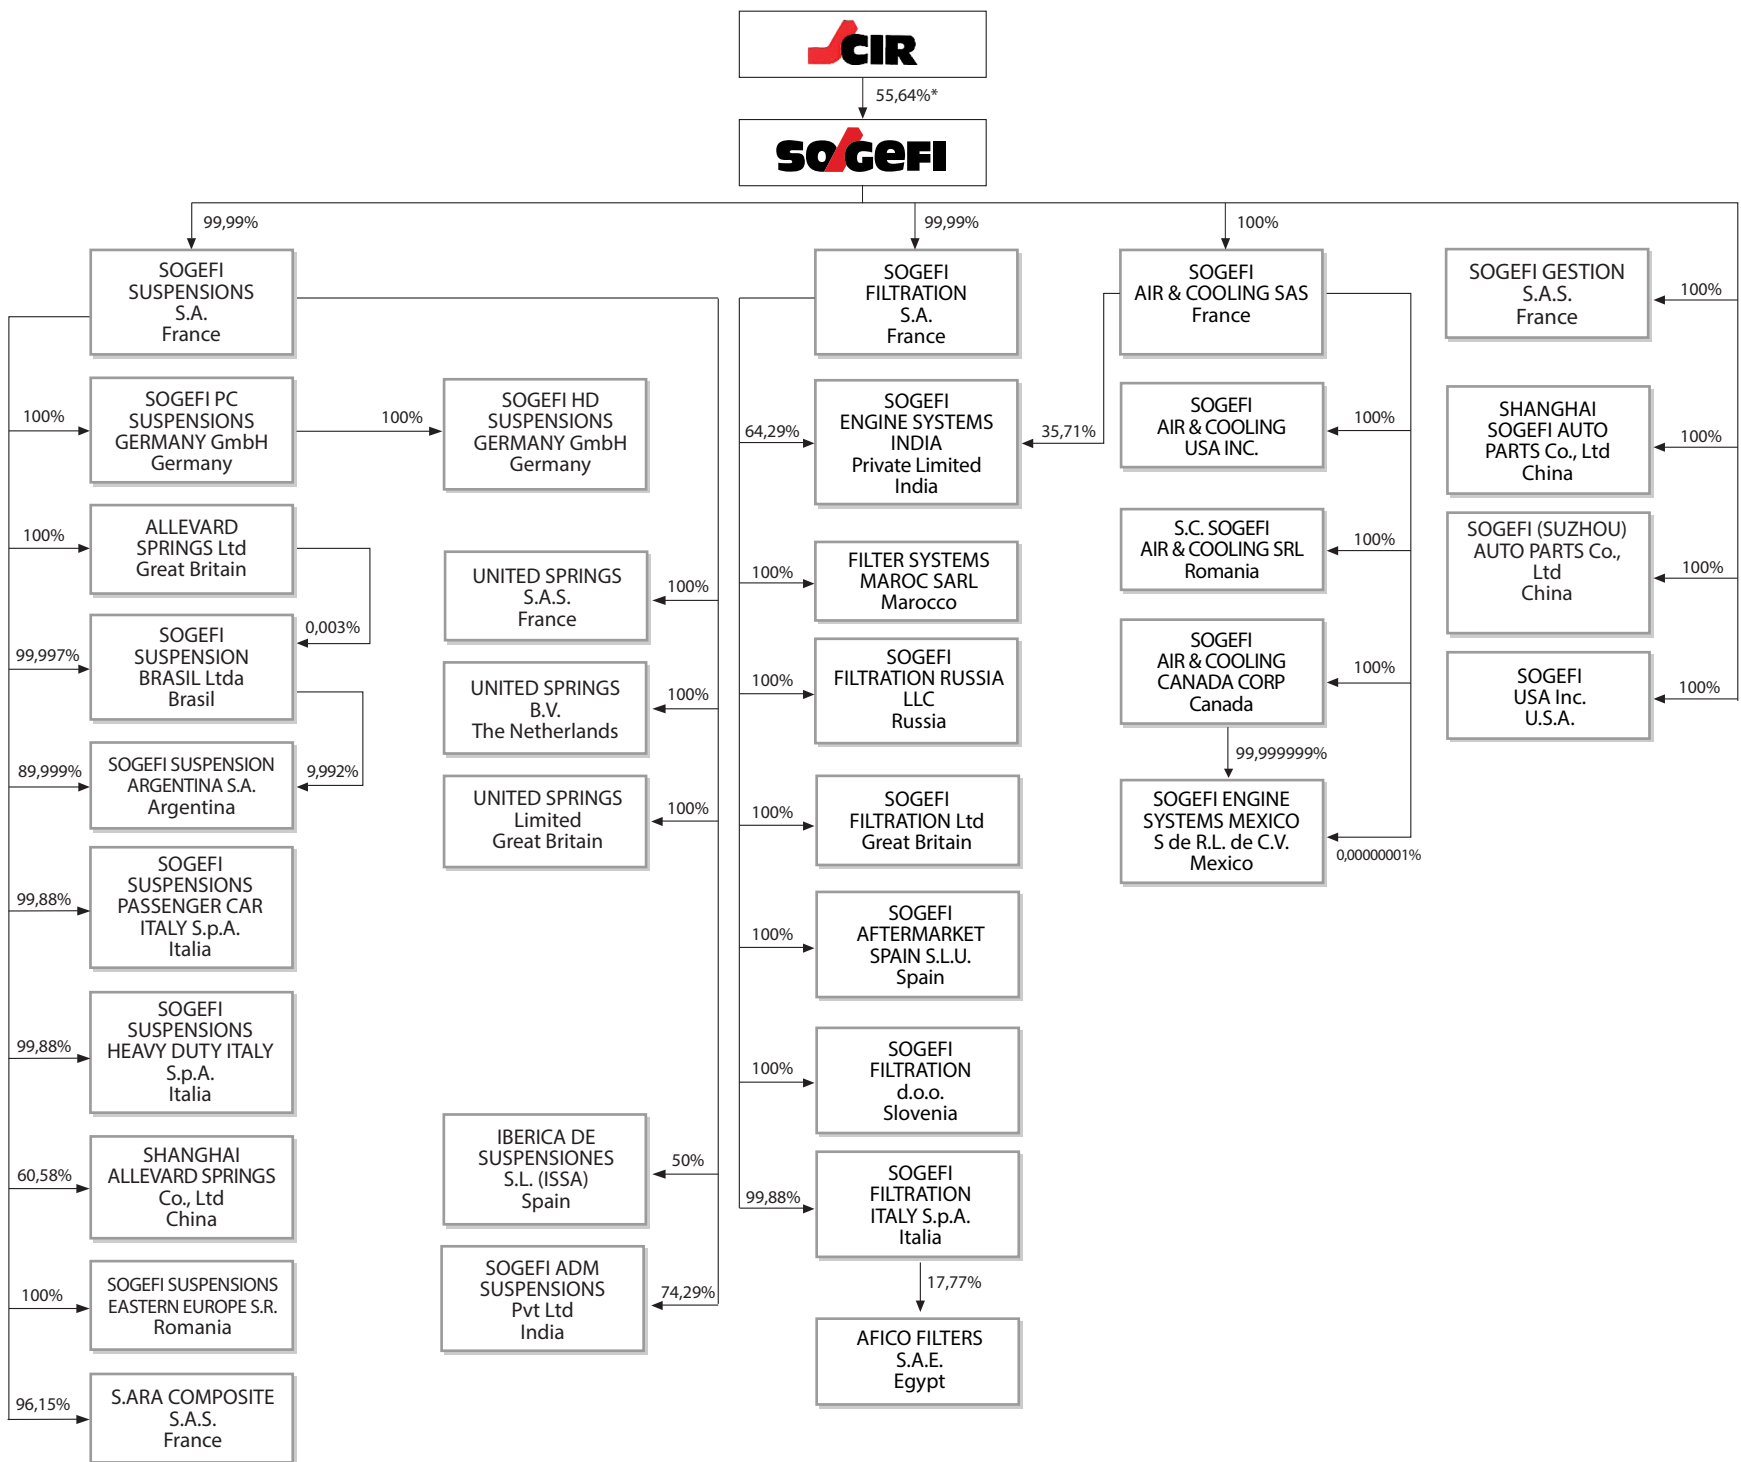 CIR
55,64%*
SOGEFI
99,99%
99,99%
100%
SOGEFI
SUSPENSIONS
S.A.
France
SOGEFI
FILTRATION
S.A.
France
SOGEFI
AIR & COOLING SAS
France
SOGEFI GESTION
S.A.S.
France
100%
100%
SOGEFI PC
SUSPENSIONS
GERMANY GmbH
Germany
100%
SOGEFI HD
SUSPENSIONS
GERMANY GmbH
Germany
64,29%
SOGEFI
ENGINE SYSTEMS
INDIA
Private Limited
India
35,71%
SOGEFI
AIR & COOLING
USA INC.
100%
SHANGHAI
SOGEFI AUTO
PARTS Co., Ltd
China
100%
100%
ALLEVARD
SPRINGS Ltd
Great Britain
UNITED SPRINGS
S.A.S.
France
100%
100%
FILTER SYSTEMS
MAROC SARL
Marocco
S.C. SOGEFI
AIR & COOLING SRL
Romania
100%
SOGEFI (SUZHOU)
AUTO PARTS Co.,
Ltd
China
100%
0,003%
99,997%
SOGEFI
SUSPENSION
BRASIL Ltda
Brasil
UNITED SPRINGS
B.V.
The Netherlands
100%
100%
SOGEFI
FILTRATION RUSSIA
LLC
Russia
SOGEFI
AIR & COOLING
CANADA CORP
Canada
100%
SOGEFI
USA Inc.
U.S.A.
100%
99,999999%
89,999%
SOGEFI SUSPENSION
ARGENTINA S.A.
Argentina
9,992%
UNITED SPRINGS
Limited
Great Britain
100%
100%
SOGEFI
FILTRATION Ltd
Great Britain
SOGEFI ENGINE
SYSTEMS MEXICO
S de R.L. de C.V.
Mexico
0,00000001%
99,88%
SOGEFI
SUSPENSIONS
PASSENGER CAR
ITALY S.p.A.
Italia
100%
SOGEFI
AFTERMARKET
SPAIN S.L.U.
Spain
99,88%
SOGEFI
SUSPENSIONS
HEAVY DUTY ITALY
S.p.A.
Italia
100%
SOGEFI
FILTRATION
d.o.o.
Slovenia
60,58%
SHANGHAI
ALLEVARD SPRINGS
Co., Ltd
China
IBERICA DE
SUSPENSIONES
S.L. (ISSA)
Spain
50%
99,88%
SOGEFI
FILTRATION
ITALY S.p.A.
Italia
100%
SOGEFI SUSPENSIONS
EASTERN EUROPE S.R.
Romania
SOGEFI ADM
SUSPENSIONS
Pvt Ltd
India
74,29%
17,77%
AFICO FILTERS
S.A.E.
Egypt
96,15%
S.ARA COMPOSITE
S.A.S.
France